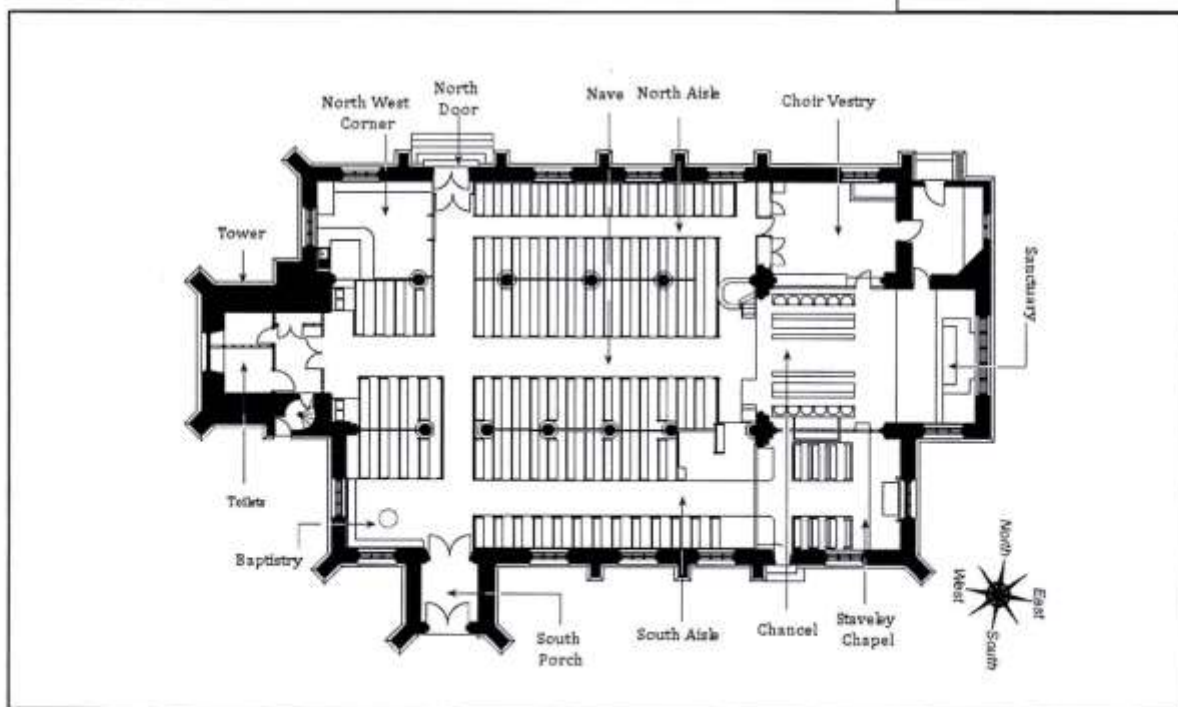 North
Door
Nave
North Aisle
North West
Corner
Choir Vestry
Tower
Sanctuary
Toilets
Baptistry
South
Porch
South Aisle
Chancel
Staveley
Chapel
North
West
East
South